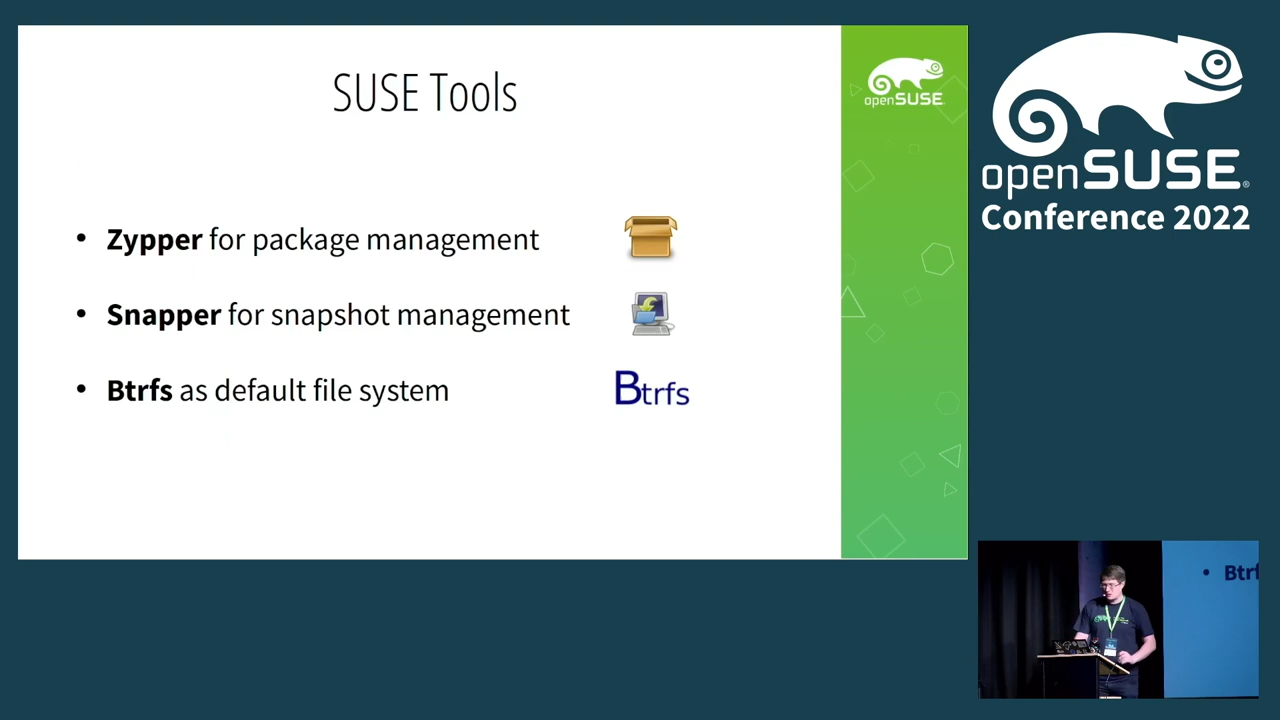 SUSE Tools
• Zypper for package management
• Snapper for snapshot management
• Btrfs as default file system
Btrfs
openSUSE
openSUSE®
Conference 2022
• Btrf